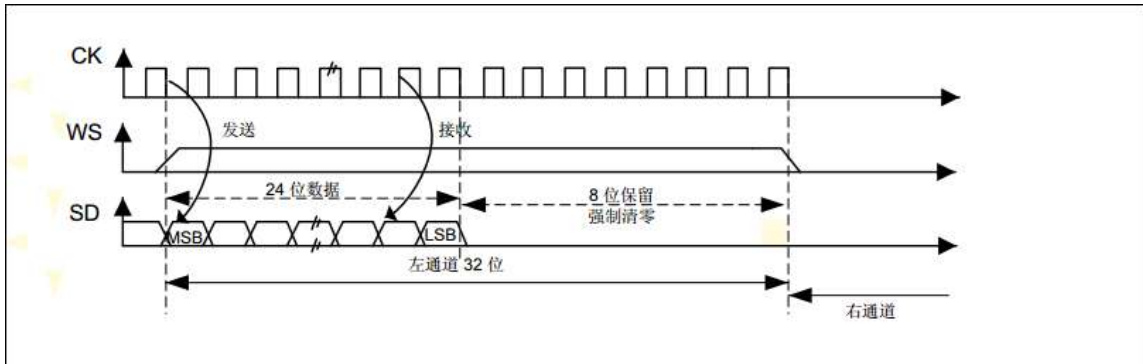 CK
WS
发送
接收
24 位数据
8 位保留
强制清零
SD
MSB
LSB
左通道 32 位
右通道